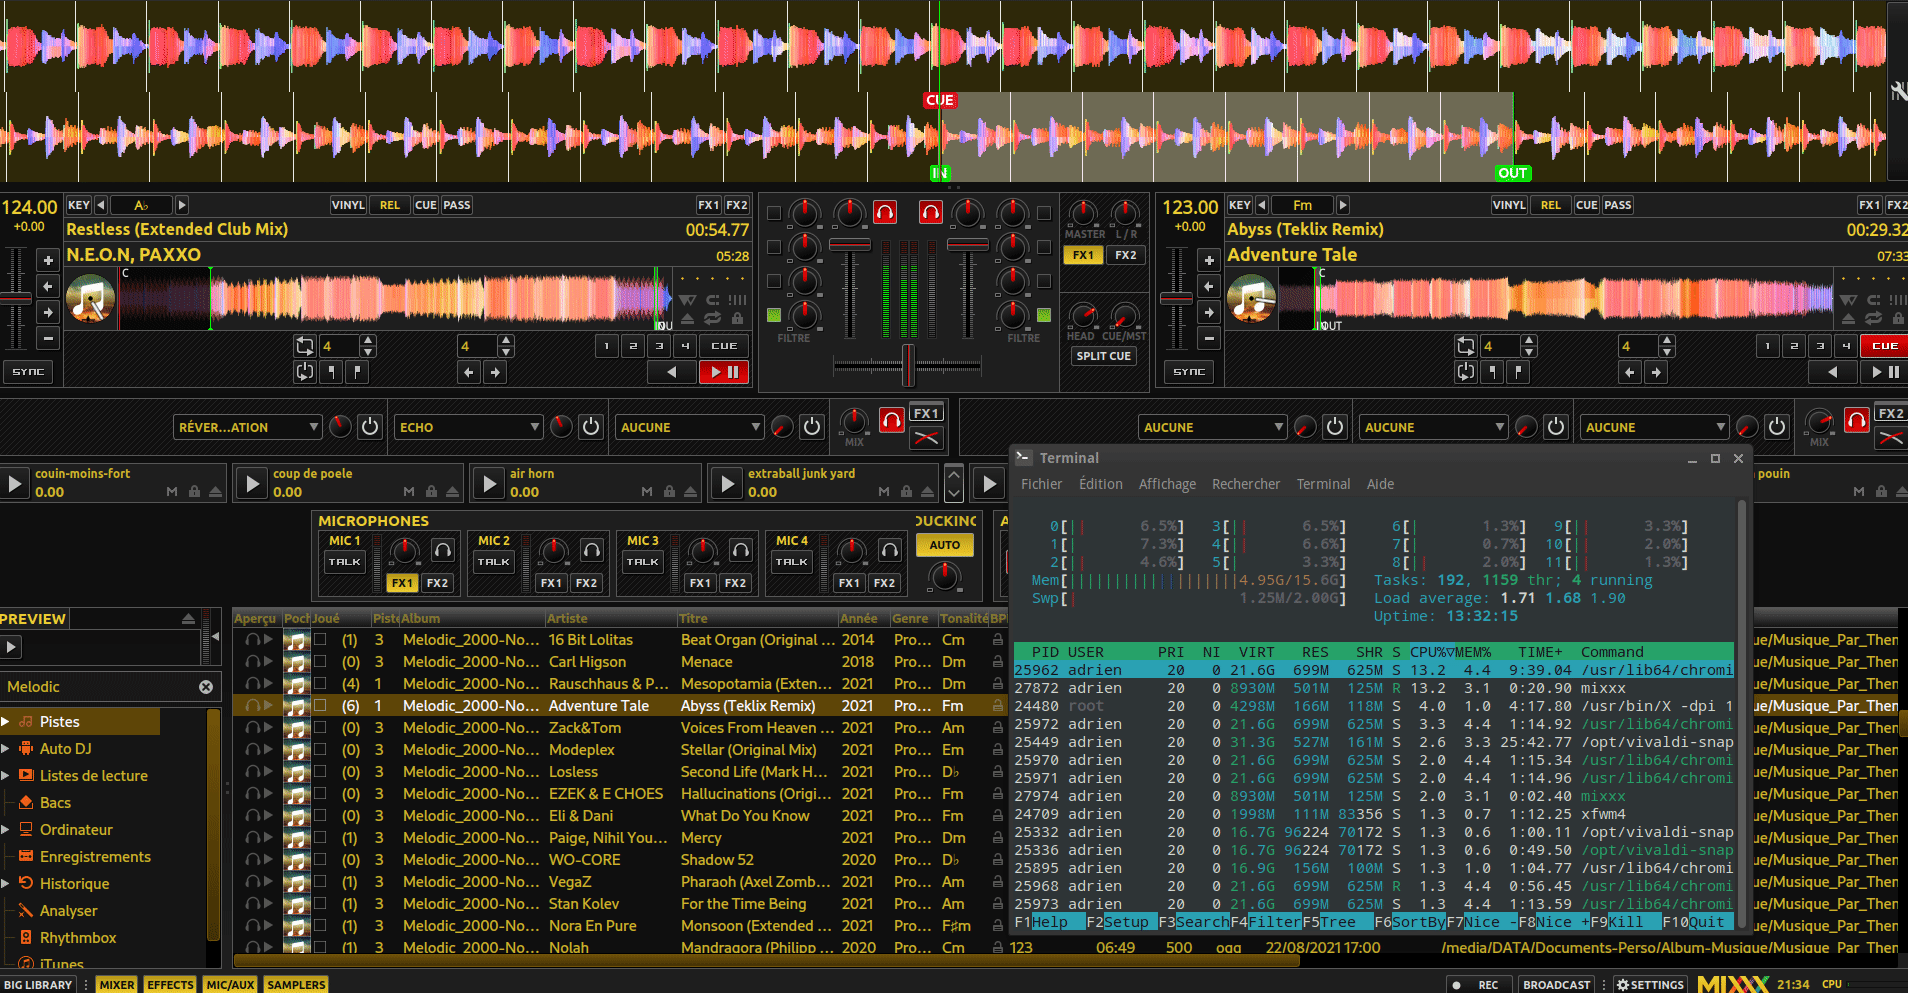 CUE
IN OUT
124.00 +0.00 KEY A♭ VINYL REL CUE PASS FX1 FX2
Restless (Extended Club Mix) 00:54.77
N.E.O.N, PAXXO 05:28
C
4 4 1 2 3 4 CUE
SYNC
FILTRE FILTRE
MASTER L / R
FX1 FX2
HEAD CUE/MST
SPLIT CUE
123.00 +0.00 KEY Fm VINYL REL CUE PASS FX1 FX2
Abyss (Teklix Remix) 00:29.32
Adventure Tale 07:33
C
4 4 1 2 3 4 CUE
SYNC
RÉVER...ATION ECHO AUCUNE MIX FX1 AUCUNE AUCUNE AUCUNE MIX FX2
couin-moins-fort coup de poele air horn extraball junk yard pouin
0.00 M 0.00 M 0.00 M 0.00 M M
MICROPHONES DUCKING
MIC 1 MIC 2 MIC 3 MIC 4 AUTO
TALK TALK TALK TALK
FX1 FX2 FX1 FX2 FX1 FX2 FX1 FX2
PREVIEW
Melodic
Pistes
Auto DJ
Listes de lecture
Bacs
Ordinateur
Enregistrements
Historique
Analyser
Rhythmbox
iTunes
Aperçu Poch Joué Piste Album Artiste Titre Année Genre Tonalité BP
(1) 3 Melodic_2000-No... 16 Bit Lolitas Beat Organ (Original ... 2014 Pro... Cm
(0) 3 Melodic_2000-No... Carl Higson Menace 2018 Pro... Dm
(4) 1 Melodic_2000-No... Rauschhaus & P... Mesopotamia (Exten... 2021 Pro... Dm
(6) 1 Melodic_2000-No... Adventure Tale Abyss (Teklix Remix) 2021 Pro... Fm
(0) 3 Melodic_2000-No... Zack&Tom Voices From Heaven ... 2021 Pro... Am
(0) 3 Melodic_2000-No... Modeplex Stellar (Original Mix) 2021 Pro... Em
(0) 3 Melodic_2000-No... Losless Second Life (Mark H... 2021 Pro... D♭
(0) 3 Melodic_2000-No... EZEK & E CHOES Hallucinations (Origi... 2021 Pro... Fm
(0) 3 Melodic_2000-No... Eli & Dani What Do You Know 2021 Pro... Fm
(1) 3 Melodic_2000-No... Paige, Nihil You... Mercy 2021 Pro... Dm
(0) 3 Melodic_2000-No... WO-CORE Shadow 52 2020 Pro... D♭
(1) 3 Melodic_2000-No... VegaZ Pharaoh (Axel Zomb... 2021 Pro... Am
(1) 3 Melodic_2000-No... Stan Kolev For the Time Being 2021 Pro... Am
(1) 3 Melodic_2000-No... Nora En Pure Monsoon (Extended ... 2020 Pro... F♯m
(1) 3 Melodic_2000-No... Nolah Mandragora (Philipp ... 2020 Pro... Cm 123 06:49 500 ogg 22/08/2021 17:00 /media/DATA/Documents-Perso/Album-Musique/Musique_Par_Them
ue/Musique_Par_Them
ue/Musique_Par_Them
ue/Musique_Par_Them
ue/Musique_Par_Them
ue/Musique_Par_Them
ue/Musique_Par_Them
ue/Musique_Par_Them
ue/Musique_Par_Them
ue/Musique_Par_Them
ue/Musique_Par_Them
ue/Musique_Par_Them
ue/Musique_Par_Them
ue/Musique_Par_Them
ue/Musique_Par_Them
Terminal
Fichier Édition Affichage Rechercher Terminal Aide
0[|| 6.5%] 3[|| 6.5%] 6[| 1.3%] 9[|| 3.3%]
1[| 7.3%] 4[|| 6.6%] 7[| 0.7%] 10[|| 2.0%]
2[|| 4.6%] 5[| 3.3%] 8[|| 2.0%] 11[|| 1.3%]
Mem[|||||||||||||||||||4.95G/15.6G] Tasks: 192, 1159 thr; 4 running
Swp[| 1.25M/2.00G] Load average: 1.71 1.68 1.90
Uptime: 13:32:15
PID USER PRI NI VIRT RES SHR S CPU%▽MEM% TIME+ Command
25962 adrien 20 0 21.6G 699M 625M S 13.2 4.4 9:39.04 /usr/lib64/chromi
27872 adrien 20 0 8930M 501M 125M R 13.2 3.1 0:20.90 mixxx
24480 root 20 0 4298M 166M 118M S 4.0 1.0 4:17.80 /usr/bin/X -dpi 1
25972 adrien 20 0 21.6G 699M 625M S 3.3 4.4 1:14.92 /usr/lib64/chromi
25449 adrien 20 0 31.3G 527M 161M S 2.6 3.3 25:42.77 /opt/vivaldi-snap
25970 adrien 20 0 21.6G 699M 625M S 2.0 4.4 1:15.34 /usr/lib64/chromi
25971 adrien 20 0 21.6G 699M 625M S 2.0 4.4 1:14.96 /usr/lib64/chromi
27974 adrien 20 0 8930M 501M 125M S 2.0 3.1 0:02.40 mixxx
24709 adrien 20 0 1998M 111M 83356 S 1.3 0.7 1:12.25 xfwm4
25332 adrien 20 0 16.7G 96224 70172 S 1.3 0.6 1:00.11 /opt/vivaldi-snap
25336 adrien 20 0 16.7G 96224 70172 S 1.3 0.6 0:49.50 /opt/vivaldi-snap
25895 adrien 20 0 16.9G 156M 100M S 1.3 1.0 1:04.77 /usr/lib64/chromi
25968 adrien 20 0 21.6G 699M 625M R 1.3 4.4 0:56.45 /usr/lib64/chromi
25973 adrien 20 0 21.6G 699M 625M S 1.3 4.4 1:13.59 /usr/lib64/chromi
F1Help F2Setup F3SearchF4FilterF5Tree F6SortByF7Nice -F8Nice +F9Kill F10Quit
BIG LIBRARY MIXER EFFECTS MIC/AUX SAMPLERS REC BROADCAST SETTINGS MIXXX 21:34 CPU